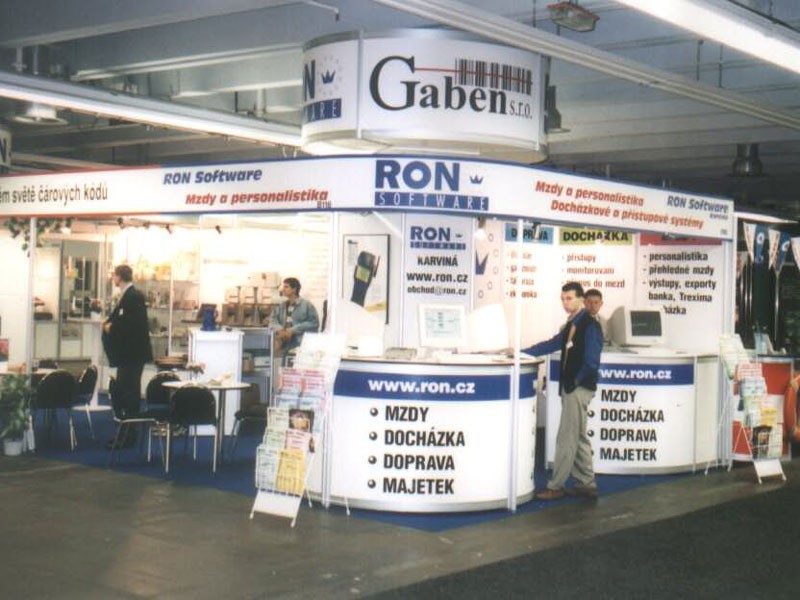 Gaben s.r.o.
ém světě čárových kódů
RON Software
Mzdy a personalistika
RON
SOFTWARE
Mzdy a personalistika
Docházkové a přístupové systémy
RON Software
RON
SOFTWARE
KARVINÁ
www.ron.cz
obchod@ron.cz
DOPRAVA
DOCHÁZKA
přístupy
monitorování
personalistika
přehledné mzdy
výstupy, exporty
banka, Trexima
www.ron.cz
MZDY
DOCHÁZKA
DOPRAVA
MAJETEK
www.ron.cz
MZDY
DOCHÁZKA
DOPRAVA
MAJETEK